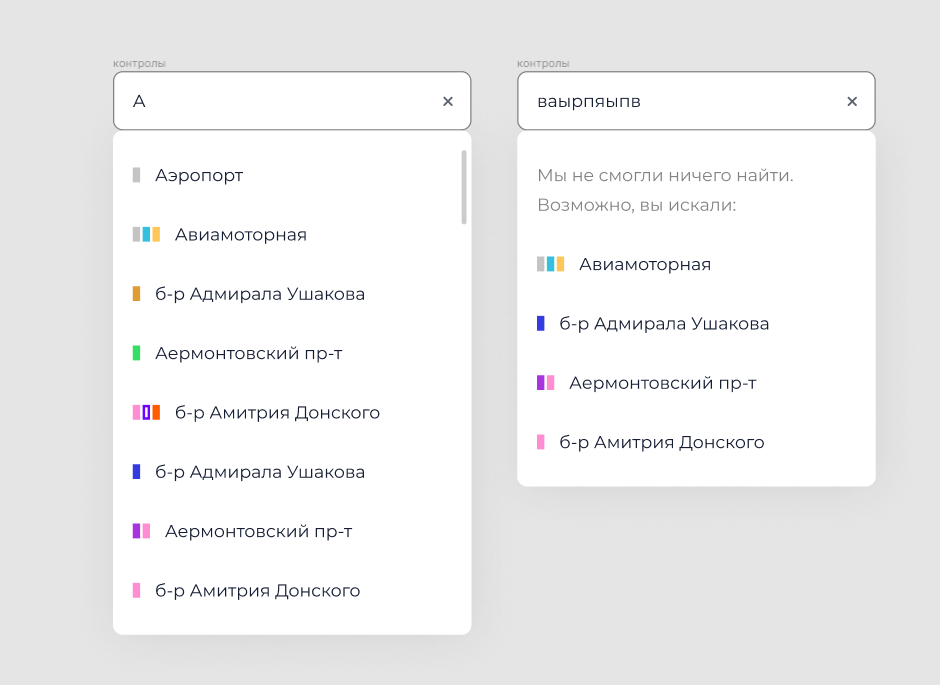 контролы
А
Аэропорт
Авиамоторная
б-р Адмирала Ушакова
Аермонтовский пр-т
б-р Амитрия Донского
б-р Адмирала Ушакова
Аермонтовский пр-т
б-р Амитрия Донского
контролы
ваырпяыпв
Мы не смогли ничего найти.
Возможно, вы искали:
Авиамоторная
б-р Адмирала Ушакова
Аермонтовский пр-т
б-р Амитрия Донского